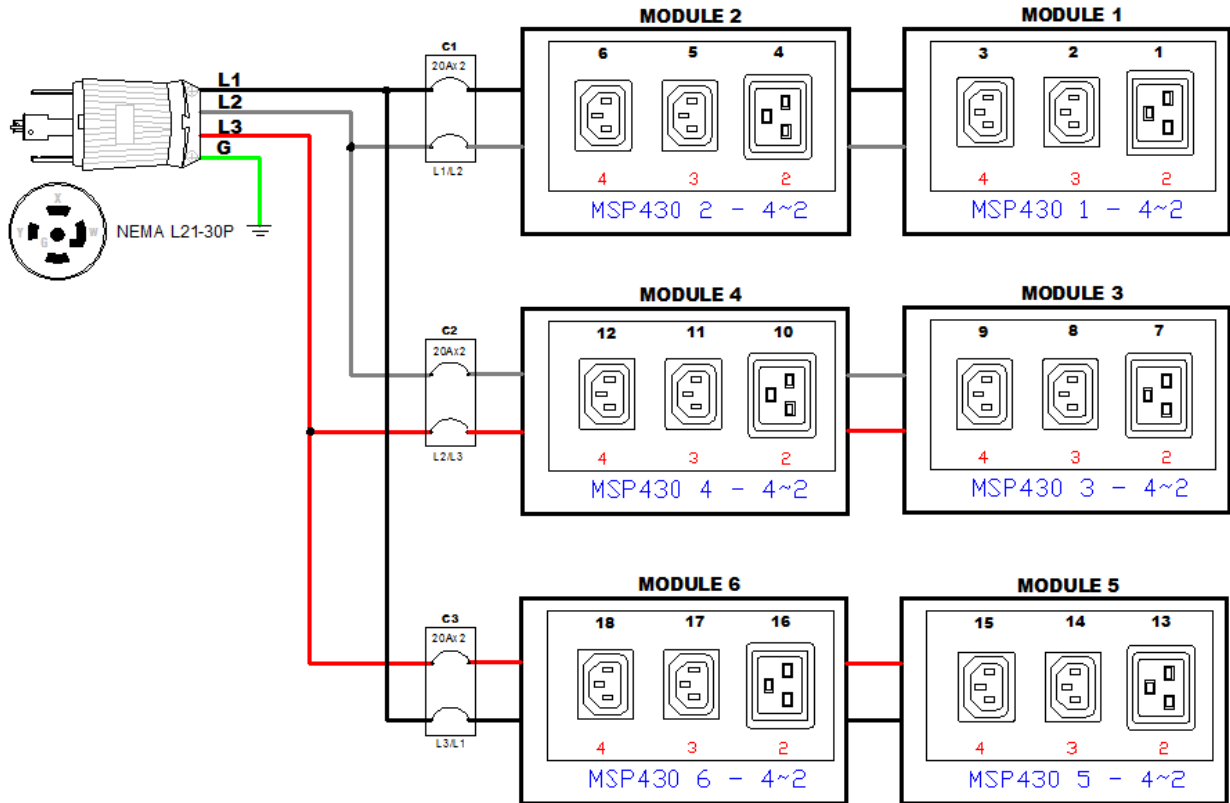 MODULE 2
MODULE 1
C1
20Ax2
L1/L2
6 5 4
3 2 1
L1
L2
L3
G
4 3 2
4 3 2
MSP430 2 - 4~2
MSP430 1 - 4~2
X
Y
G
W
NEMA L21-30P
MODULE 4
MODULE 3
C2
20Ax2
L2/L3
12 11 10
9 8 7
4 3 2
4 3 2
MSP430 4 - 4~2
MSP430 3 - 4~2
MODULE 6
MODULE 5
C3
20Ax2
L3/L1
18 17 16
15 14 13
4 3 2
4 3 2
MSP430 6 - 4~2
MSP430 5 - 4~2